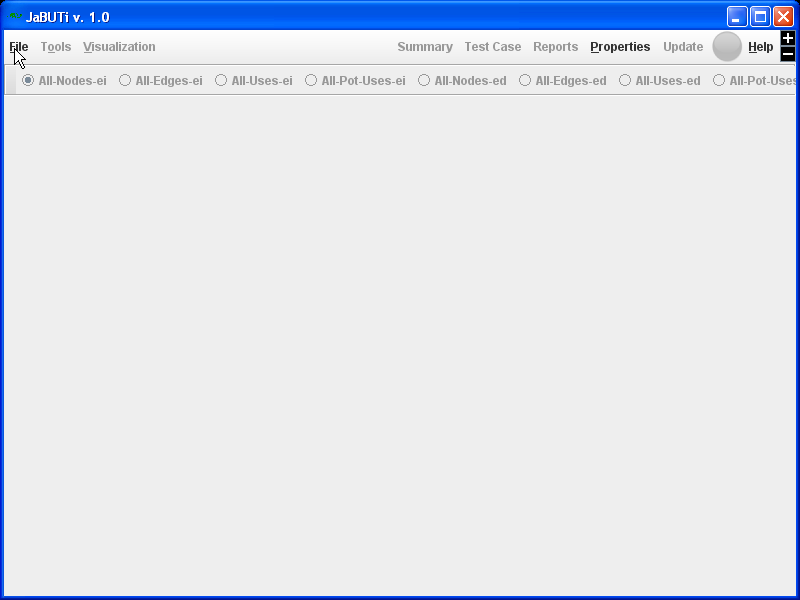 JaBUTi v. 1.0
File Tools Visualization Summary Test Case Reports Properties Update Help
All-Nodes-ei All-Edges-ei All-Uses-ei All-Pot-Uses-ei All-Nodes-ed All-Edges-ed All-Uses-ed All-Pot-Uses